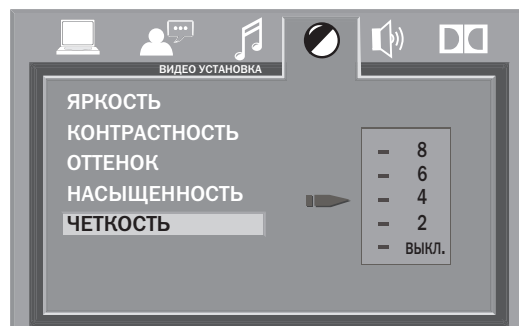 ВИДЕО УСТАНОВКА
ЯРКОСТЬ
КОНТРАСТНОСТЬ
ОТТЕНОК
НАСЫЩЕННОСТЬ
ЧЕТКОСТЬ
8
6
4
2
ВЫКЛ.